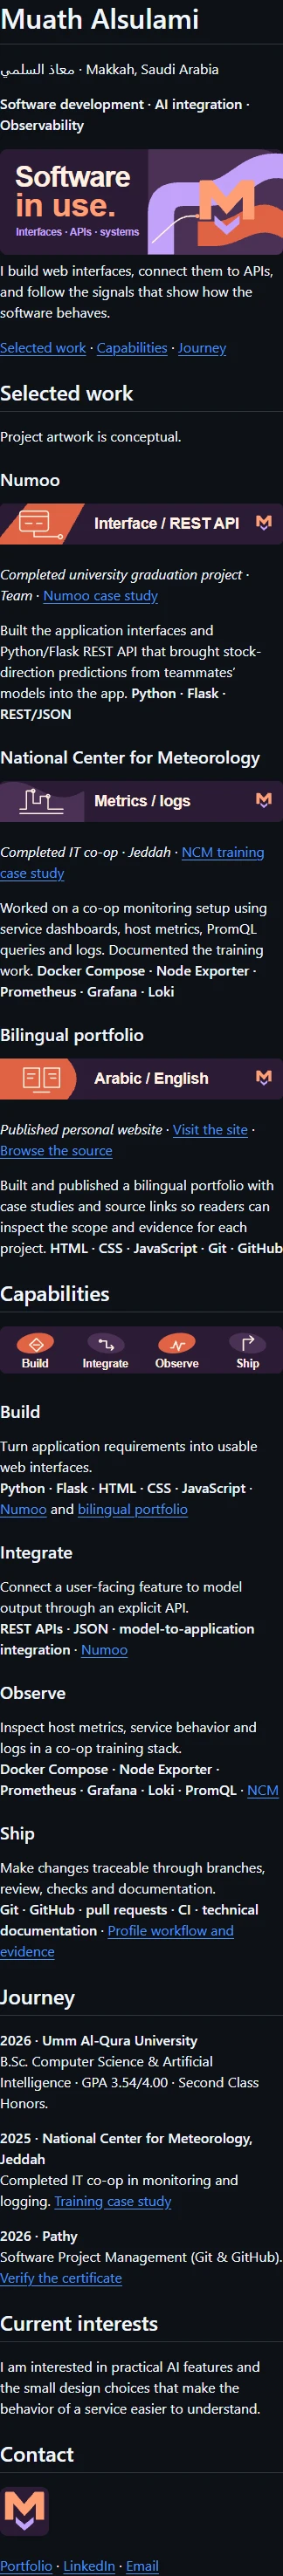 Muath Alsulami
معاذ السلمي · Makkah, Saudi Arabia
Software development · AI integration ·
Observability
Software
in use.
Interfaces · APIs · systems
I build web interfaces, connect them to APIs,
and follow the signals that show how the
software behaves.
Selected work · Capabilities · Journey
Selected work
Project artwork is conceptual.
Numoo
Interface / REST API
Completed university graduation project ·
Team · Numoo case study
Built the application interfaces and
Python/Flask REST API that brought stock-
direction predictions from teammates’
models into the app. Python · Flask ·
REST/JSON
National Center for Meteorology
Metrics / logs
Completed IT co-op · Jeddah · NCM training
case study
Worked on a co-op monitoring setup using
service dashboards, host metrics, PromQL
queries and logs. Documented the training
work. Docker Compose · Node Exporter ·
Prometheus · Grafana · Loki
Bilingual portfolio
Arabic / English
Published personal website · Visit the site ·
Browse the source
Built and published a bilingual portfolio with
case studies and source links so readers can
inspect the scope and evidence for each
project. HTML · CSS · JavaScript · Git · GitHub
Capabilities
Build Integrate Observe Ship
Build
Turn application requirements into usable
web interfaces.
Python · Flask · HTML · CSS · JavaScript ·
Numoo and bilingual portfolio
Integrate
Connect a user-facing feature to model
output through an explicit API.
REST APIs · JSON · model-to-application
integration · Numoo
Observe
Inspect host metrics, service behavior and
logs in a co-op training stack.
Docker Compose · Node Exporter ·
Prometheus · Grafana · Loki · PromQL · NCM
Ship
Make changes traceable through branches,
review, checks and documentation.
Git · GitHub · pull requests · CI · technical
documentation · Profile workflow and
evidence
Journey
2026 · Umm Al-Qura University
B.Sc. Computer Science & Artificial
Intelligence · GPA 3.54/4.00 · Second Class
Honors.
2025 · National Center for Meteorology,
Jeddah
Completed IT co-op in monitoring and
logging. Training case study
2026 · Pathy
Software Project Management (Git & GitHub).
Verify the certificate
Current interests
I am interested in practical AI features and
the small design choices that make the
behavior of a service easier to understand.
Contact
Portfolio · LinkedIn · Email